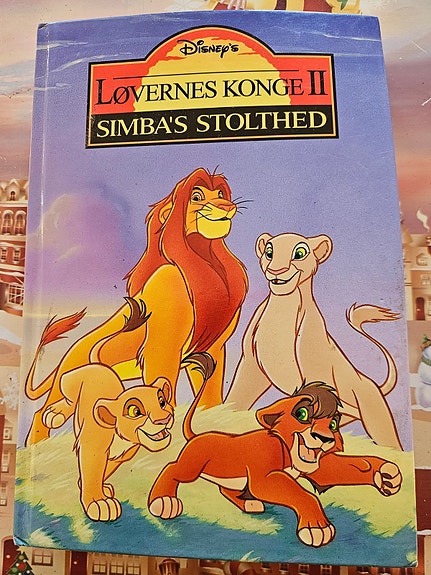 Disney's
LØVERNES KONGE II
SIMBA'S STOLTHED